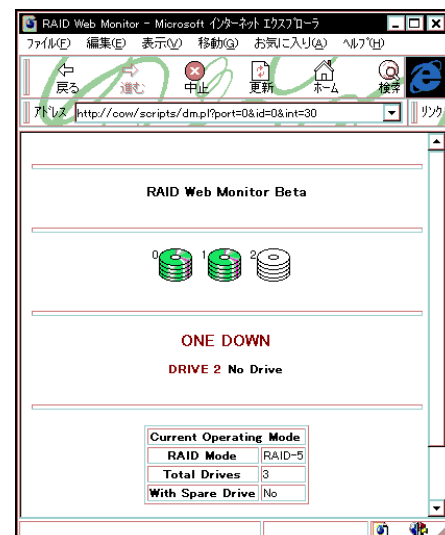 RAID Web Monitor - Microsoft インターネット エクスプローラ
ファイル(F) 編集(E) 表示(V) 移動(G) お気に入り(A) ヘルプ(H)
戻る 進む 中止 更新 ホーム 検索
アドレス http://cow/scripts/dm.pl?port=0&id=0&int=30 リンク
RAID Web Monitor Beta
0 1 2
ONE DOWN
DRIVE 2 No Drive
Current Operating Mode
RAID Mode RAID-5
Total Drives 3
With Spare Drive No